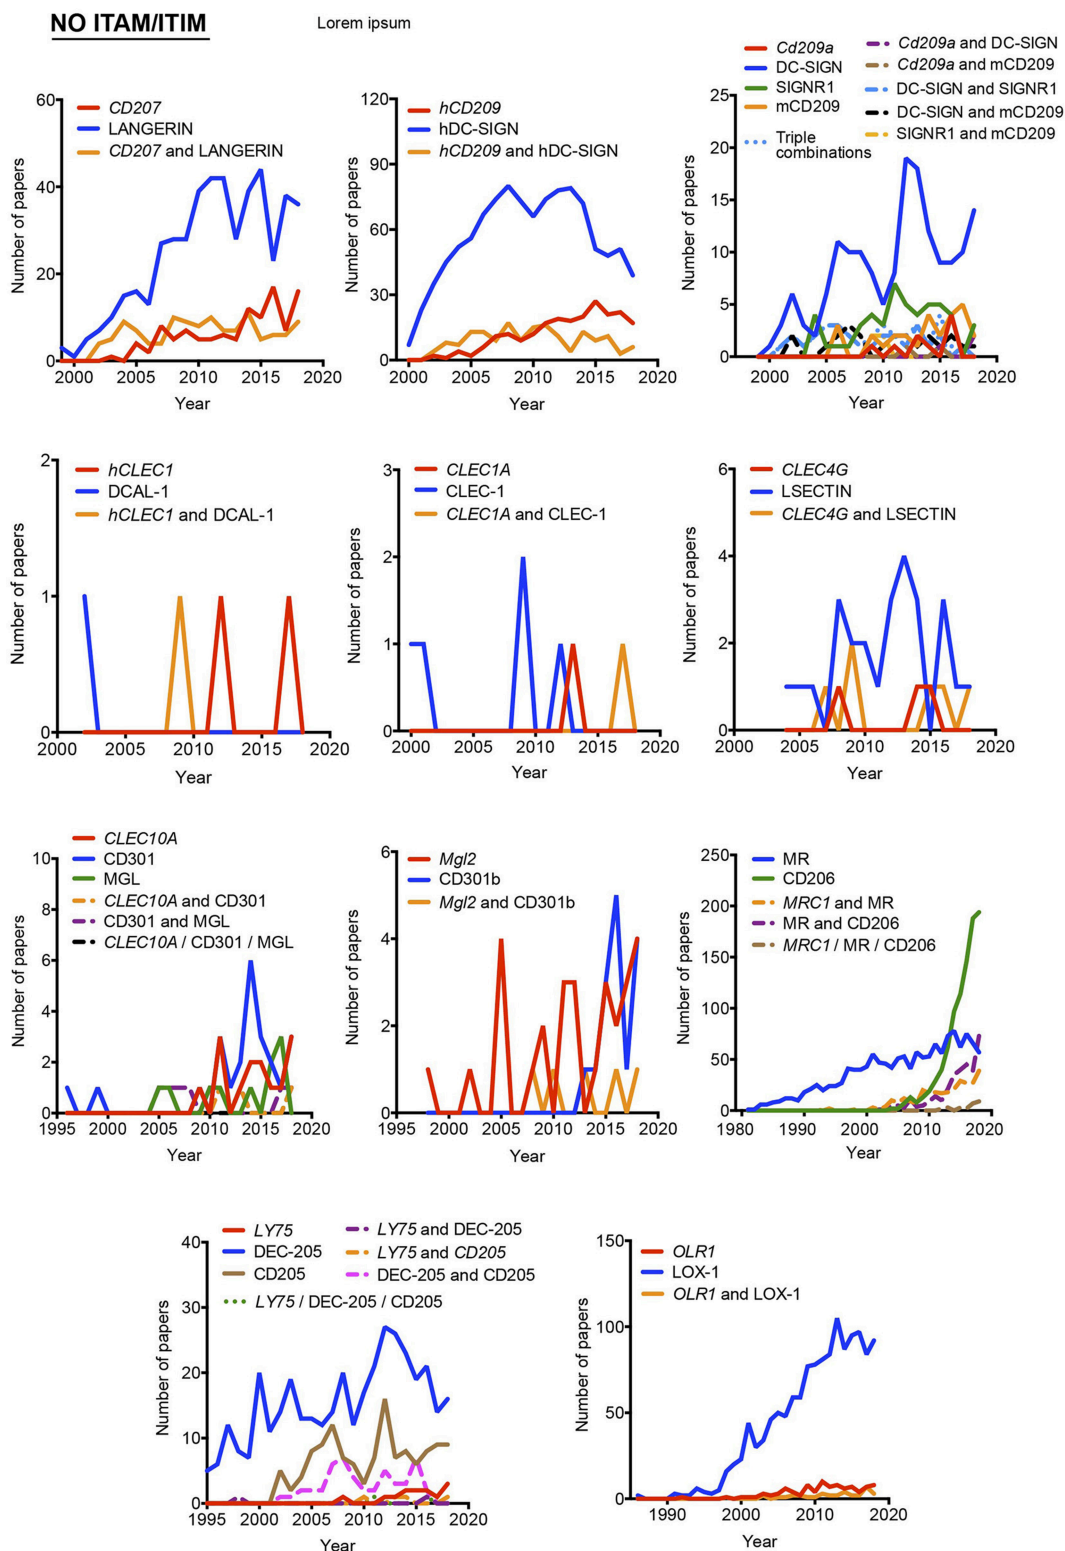 NO ITAM/ITIM
Lorem ipsum
CD207
LANGERIN
CD207 and LANGERIN
60
40
20
0
Number of papers
2000
2005
2010
2015
2020
Year
hCD209
hDC-SIGN
hCD209 and hDC-SIGN
120
90
60
30
0
Number of papers
2000
2005
2010
2015
2020
Year
Cd209a
DC-SIGN
SIGNR1
mCD209
Triple
combinations
Cd209a and DC-SIGN
Cd209a and mCD209
DC-SIGN and SIGNR1
DC-SIGN and mCD209
SIGNR1 and mCD209
25
20
15
10
5
0
Number of papers
2000
2005
2010
2015
2020
Year
hCLEC1
DCAL-1
hCLEC1 and DCAL-1
2
1
0
Number of papers
2000
2005
2010
2015
2020
Year
CLEC1A
CLEC-1
CLEC1A and CLEC-1
3
2
1
0
Number of papers
2000
2005
2010
2015
2020
Year
CLEC4G
LSECTIN
CLEC4G and LSECTIN
6
4
2
0
Number of papers
2000
2005
2010
2015
2020
Year
CLEC10A
CD301
MGL
CLEC10A and CD301
CD301 and MGL
CLEC10A / CD301 / MGL
10
8
6
4
2
0
Number of papers
1995
2000
2005
2010
2015
2020
Year
Mgl2
CD301b
Mgl2 and CD301b
6
4
2
0
Number of papers
1995
2000
2005
2010
2015
2020
Year
MR
CD206
MRC1 and MR
MR and CD206
MRC1 / MR / CD206
250
200
150
100
50
0
Number of papers
1980
1990
2000
2010
2020
Year
LY75
DEC-205
CD205
LY75 / DEC-205 / CD205
LY75 and DEC-205
LY75 and CD205
DEC-205 and CD205
40
30
20
10
0
Number of papers
1995
2000
2005
2010
2015
2020
Year
OLR1
LOX-1
OLR1 and LOX-1
150
100
50
0
Number of papers
1990
2000
2010
2020
Year